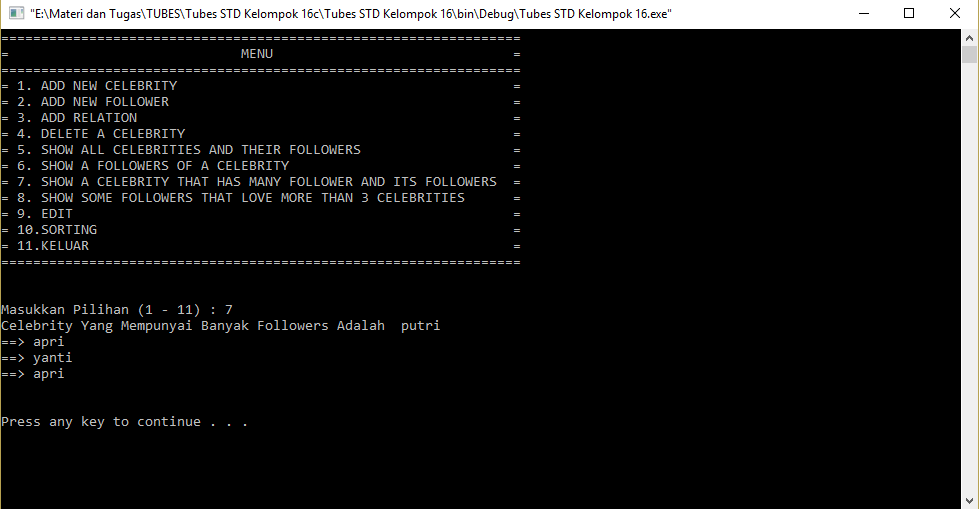 "E:\Materi dan Tugas\TUBES\Tubes STD Kelompok 16c\Tubes STD Kelompok 16\bin\Debug\Tubes STD Kelompok 16.exe"
=================================================================
=                             MENU                              =
=================================================================
= 1. ADD NEW CELEBRITY                                          =
= 2. ADD NEW FOLLOWER                                           =
= 3. ADD RELATION                                               =
= 4. DELETE A CELEBRITY                                         =
= 5. SHOW ALL CELEBRITIES AND THEIR FOLLOWERS                   =
= 6. SHOW A FOLLOWERS OF A CELEBRITY                            =
= 7. SHOW A CELEBRITY THAT HAS MANY FOLLOWER AND ITS FOLLOWERS  =
= 8. SHOW SOME FOLLOWERS THAT LOVE MORE THAN 3 CELEBRITIES      =
= 9. EDIT                                                       =
= 10.SORTING                                                    =
= 11.KELUAR                                                     =
=================================================================
Masukkan Pilihan (1 - 11) : 7
Celebrity Yang Mempunyai Banyak Followers Adalah  putri
==> apri
==> yanti
==> apri
Press any key to continue . . .